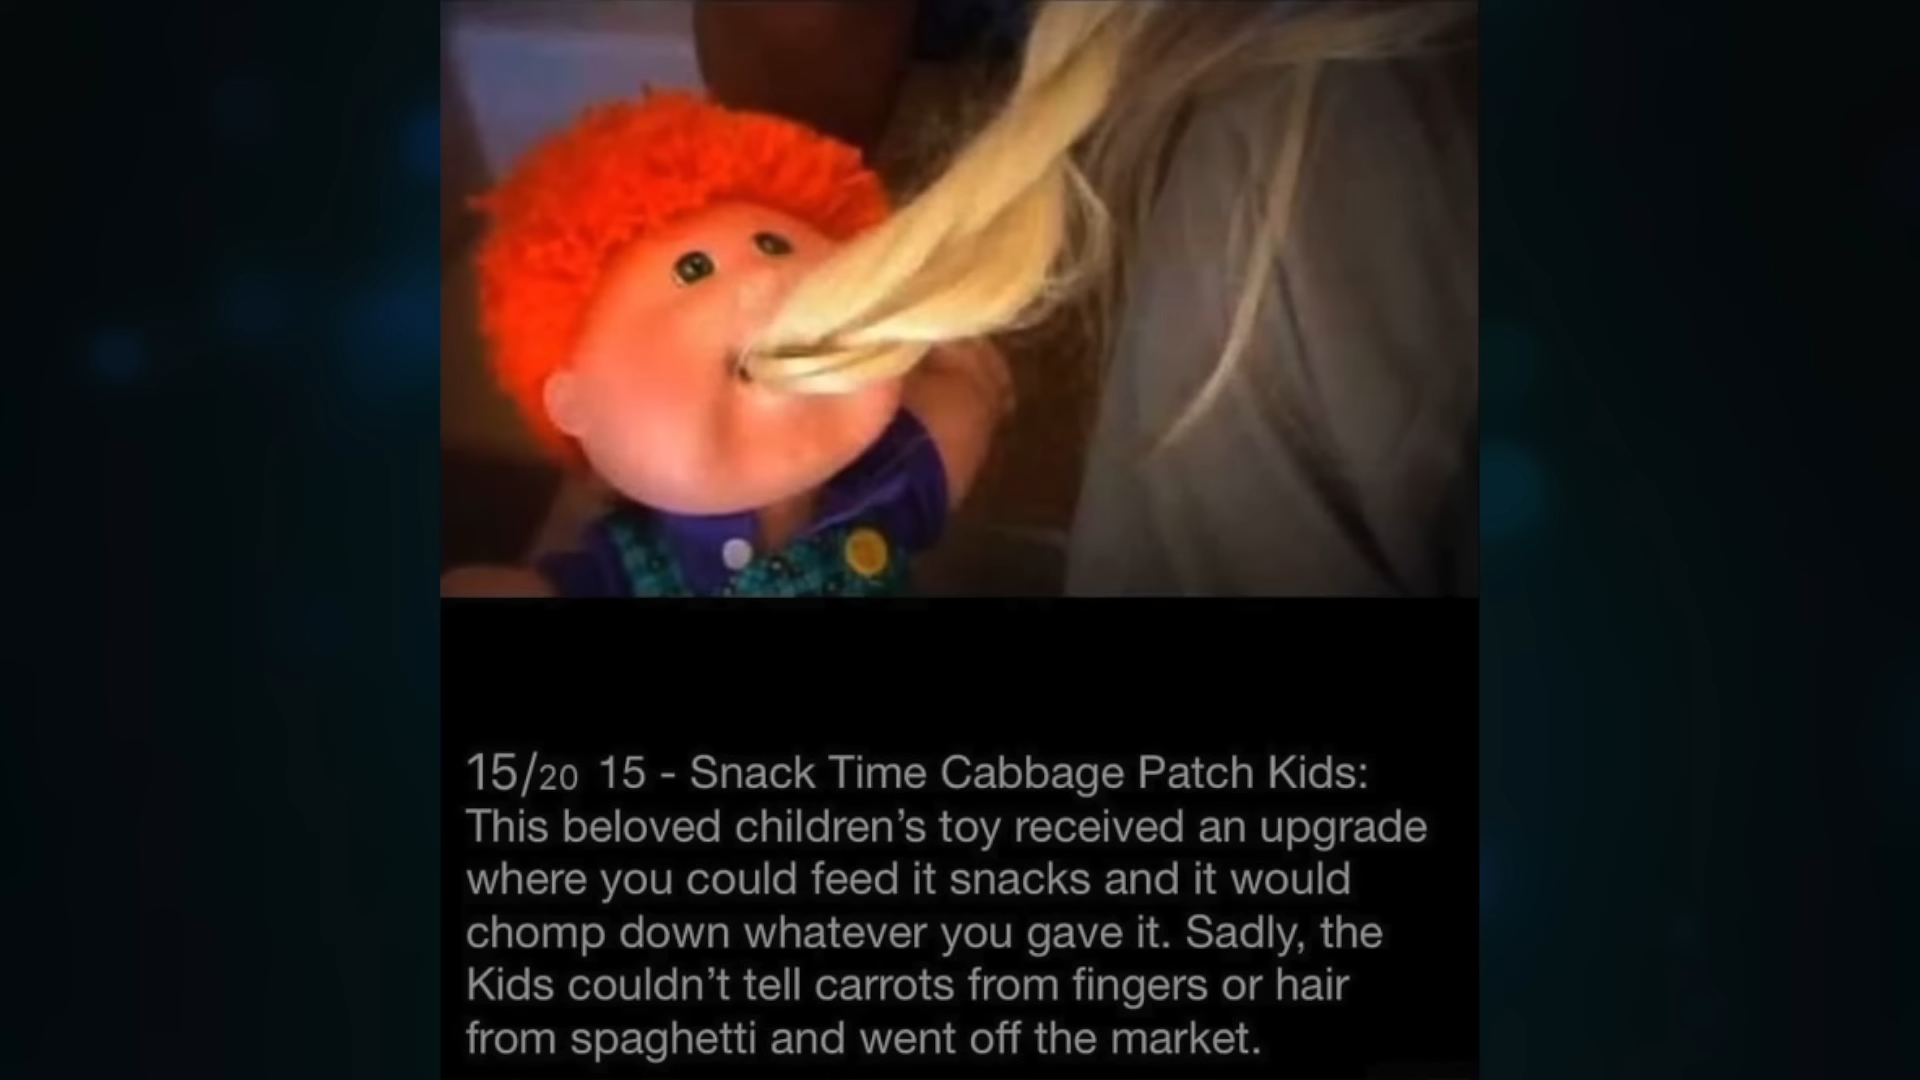 15/20 15 - Snack Time Cabbage Patch Kids:
This beloved children’s toy received an upgrade
where you could feed it snacks and it would
chomp down whatever you gave it. Sadly, the
Kids couldn’t tell carrots from fingers or hair
from spaghetti and went off the market.